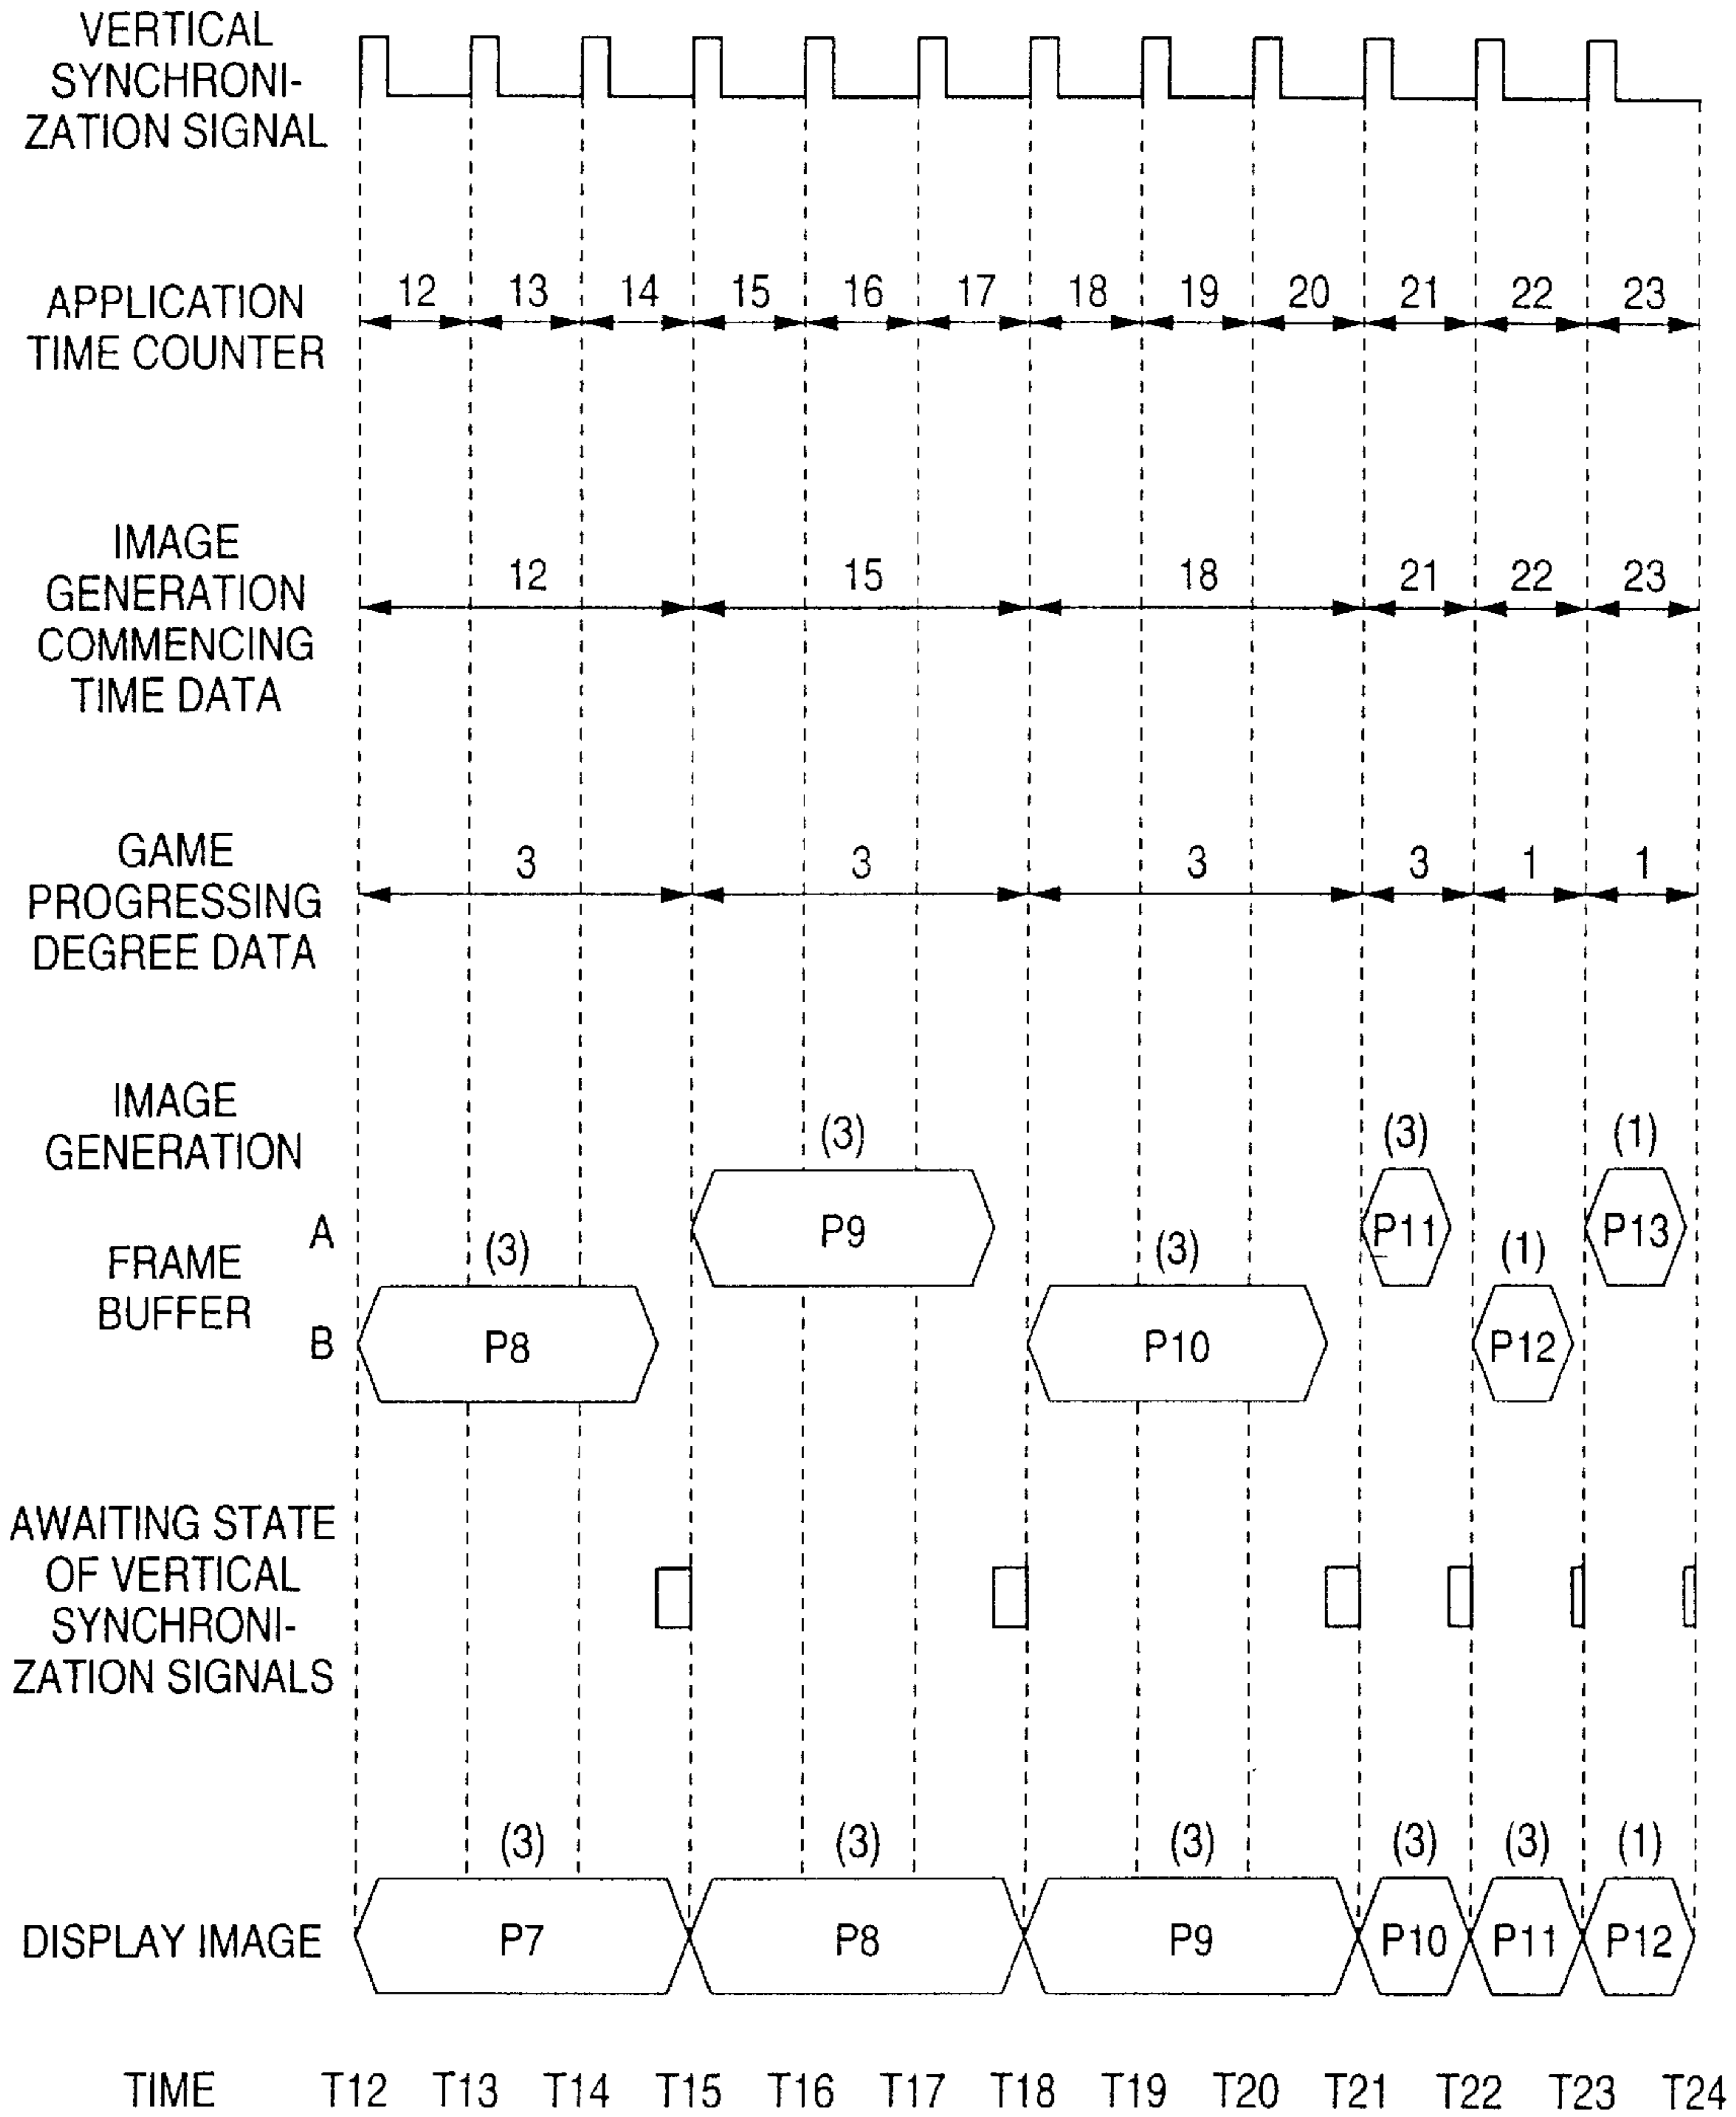 VERTICAL
SYNCHRONI-
ZATION SIGNAL
APPLICATION
TIME COUNTER
12 13 14 15 16 17 18 19 20 21 22 23
IMAGE
GENERATION
COMMENCING
TIME DATA
12 15 18 21 22 23
GAME
PROGRESSING
DEGREE DATA
3 3 3 3 1 1
IMAGE
GENERATION
(3) (3) (1)
A P9 P11 P13
FRAME
BUFFER
(3) (3) (1)
B P8 P10 P12
AWAITING STATE
OF VERTICAL
SYNCHRONI-
ZATION SIGNALS
(3) (3) (3) (3) (3) (1)
DISPLAY IMAGE P7 P8 P9 P10 P11 P12
TIME T12 T13 T14 T15 T16 T17 T18 T19 T20 T21 T22 T23 T24